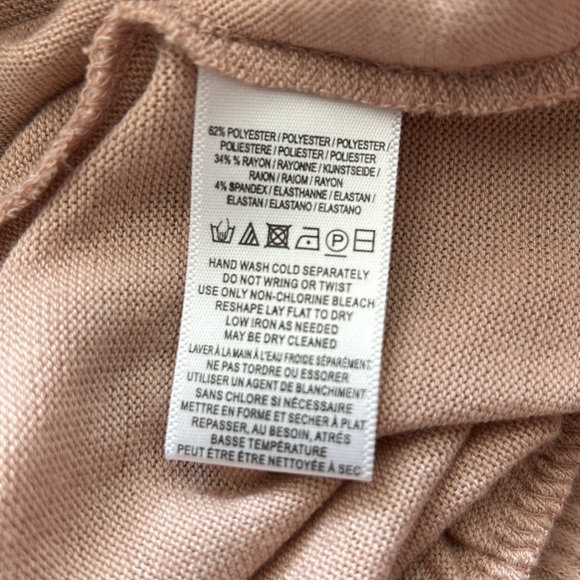 62% POLYESTER / POLYESTER / POLYESTER /
POLIESTERE / POLIESTER / POLIESTER
34% % RAYON / RAYONNE / KUNSTSEIDE /
RAION / RAIOM / RAYON
4% SPANDEX / ELASTHANNE / ELASTAN /
ELASTAN / ELASTANO / ELASTANO
P
HAND WASH COLD SEPARATELY
DO NOT WRING OR TWIST
USE ONLY NON-CHLORINE BLEACH
RESHAPE LAY FLAT TO DRY
LOW IRON AS NEEDED
MAY BE DRY CLEANED
LAVER À LA MAIN À L'EAU FROIDE SÉPARÉMENT.
NE PAS TORDRE OU ESSORER
UTILISER UN AGENT DE BLANCHIMENT
SANS CHLORE SI NÉCESSAIRE
METTRE EN FORME ET SÉCHER À PLAT
REPASSER, AU BESOIN, ATRÈS
BASSE TEMPÉRATURE
PEUT ÊTRE ÊTRE NETTOYÉE À SEC